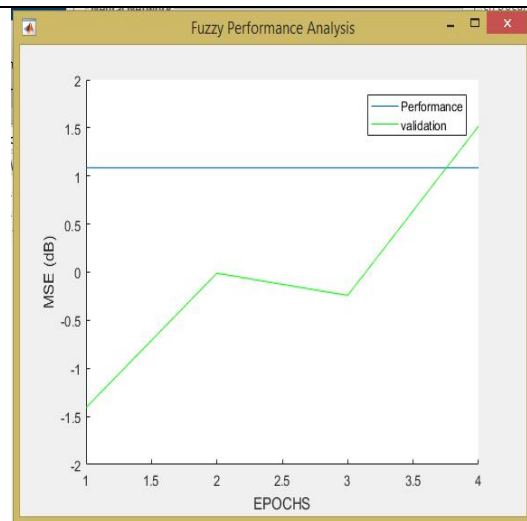 Fuzzy Performance Analysis
Performance
validation
2
1.5
1
0.5
0
-0.5
-1
-1.5
-2
MSE (dB)
1 1.5 2 2.5 3 3.5 4
EPOCHS